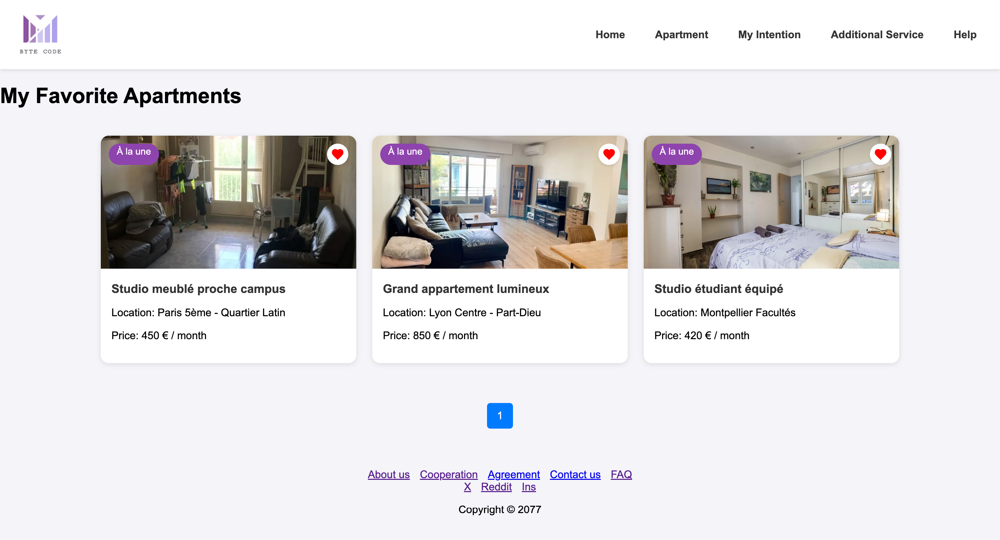 BYTE CODE
Home Apartment My Intention Additional Service Help
My Favorite Apartments
À la une
À la une
À la une
Studio meublé proche campus
Location: Paris 5ème - Quartier Latin
Price: 450 € / month
Grand appartement lumineux
Location: Lyon Centre - Part-Dieu
Price: 850 € / month
Studio étudiant équipé
Location: Montpellier Facultés
Price: 420 € / month
1
About us Cooperation Agreement Contact us FAQ
X Reddit Ins
Copyright © 2077